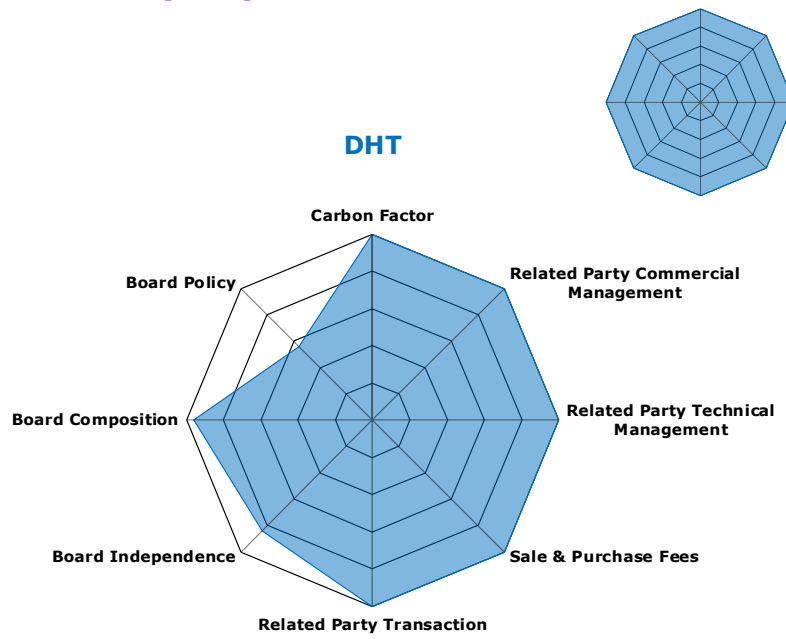 DHT
Carbon Factor
Board Policy
Related Party Commercial
Management
Board Composition
Related Party Technical
Management
Board Independence
Sale & Purchase Fees
Related Party Transaction